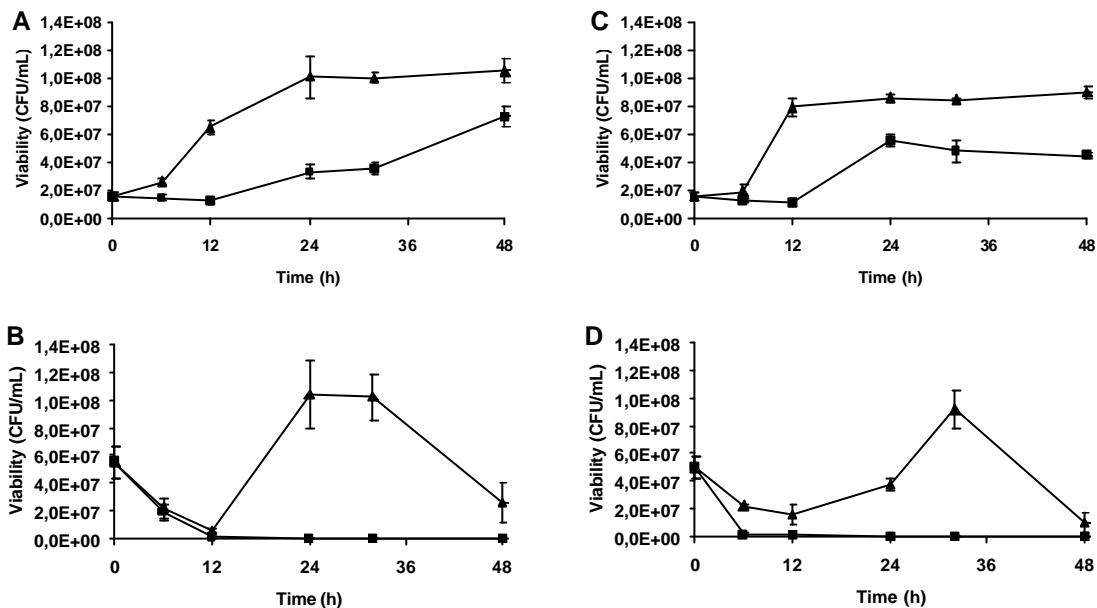 A
Viability (CFU/mL)
1,4E+08
1,2E+08
1,0E+08
8,0E+07
6,0E+07
4,0E+07
2,0E+07
0,0E+00
0 12 24 36 48
Time (h)
C
Viability (CFU/mL)
1,4E+08
1,2E+08
1,0E+08
8,0E+07
6,0E+07
4,0E+07
2,0E+07
0,0E+00
0 12 24 36 48
Time (h)
B
Viability (CFU/mL)
1,4E+08
1,2E+08
1,0E+08
8,0E+07
6,0E+07
4,0E+07
2,0E+07
0,0E+00
0 12 24 36 48
Time (h)
D
Viability (CFU/mL)
1,4E+08
1,2E+08
1,0E+08
8,0E+07
6,0E+07
4,0E+07
2,0E+07
0,0E+00
0 12 24 36 48
Time (h)